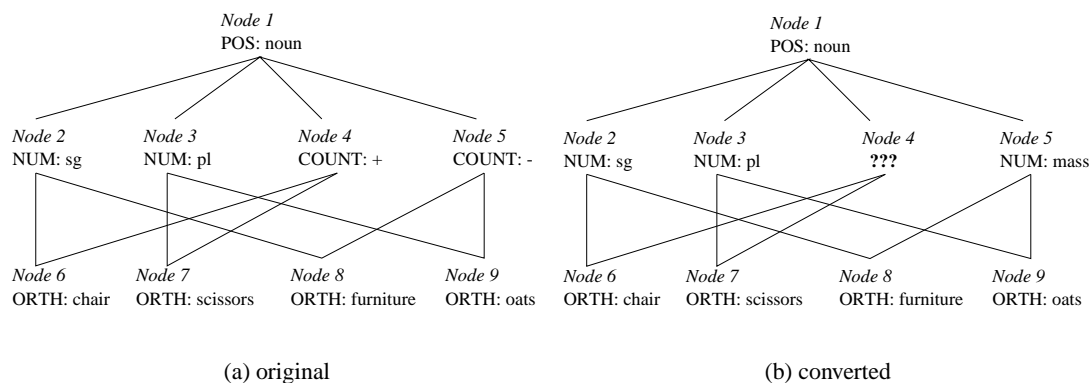 Node 1
POS: noun
Node 2
NUM: sg
Node 3
NUM: pl
Node 4
COUNT: +
Node 5
COUNT: -
Node 6
ORTH: chair
Node 7
ORTH: scissors
Node 8
ORTH: furniture
Node 9
ORTH: oats
(a) original
Node 1
POS: noun
Node 2
NUM: sg
Node 3
NUM: pl
Node 4
???
Node 5
NUM: mass
Node 6
ORTH: chair
Node 7
ORTH: scissors
Node 8
ORTH: furniture
Node 9
ORTH: oats
(b) converted